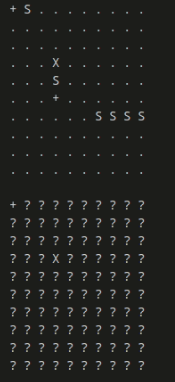 + S . . . . . . . .
. . . . . . . . . .
. . . . . . . . . .
. . . X . . . . . .
. . . S . . . . . .
. . . + . . . . . .
. . . . . . S S S S
. . . . . . . . . .
. . . . . . . . . .
. . . . . . . . . .
+ ? ? ? ? ? ? ? ? ?
? ? ? ? ? ? ? ? ? ?
? ? ? ? ? ? ? ? ? ?
? ? ? X ? ? ? ? ? ?
? ? ? ? ? ? ? ? ? ?
? ? ? ? ? ? ? ? ? ?
? ? ? ? ? ? ? ? ? ?
? ? ? ? ? ? ? ? ? ?
? ? ? ? ? ? ? ? ? ?
? ? ? ? ? ? ? ? ? ?